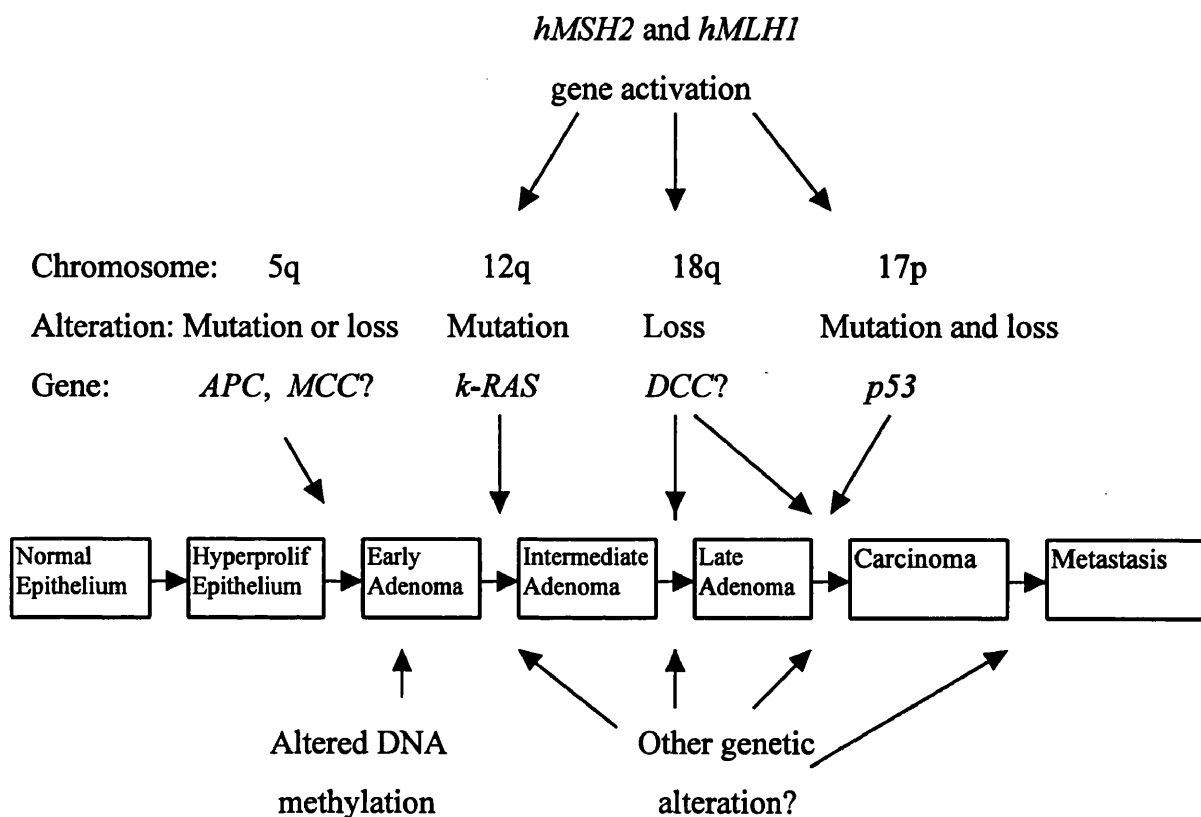 hMSH2 and hMLH1
gene activation
Chromosome: 5q 12q 18q 17p
Alteration: Mutation or loss Mutation Loss Mutation and loss
Gene: APC, MCC? k-RAS DCC? p53
Normal Epithelium
Hyperprolif Epithelium
Early Adenoma
Intermediate Adenoma
Late Adenoma
Carcinoma
Metastasis
Altered DNA
methylation
Other genetic
alteration?